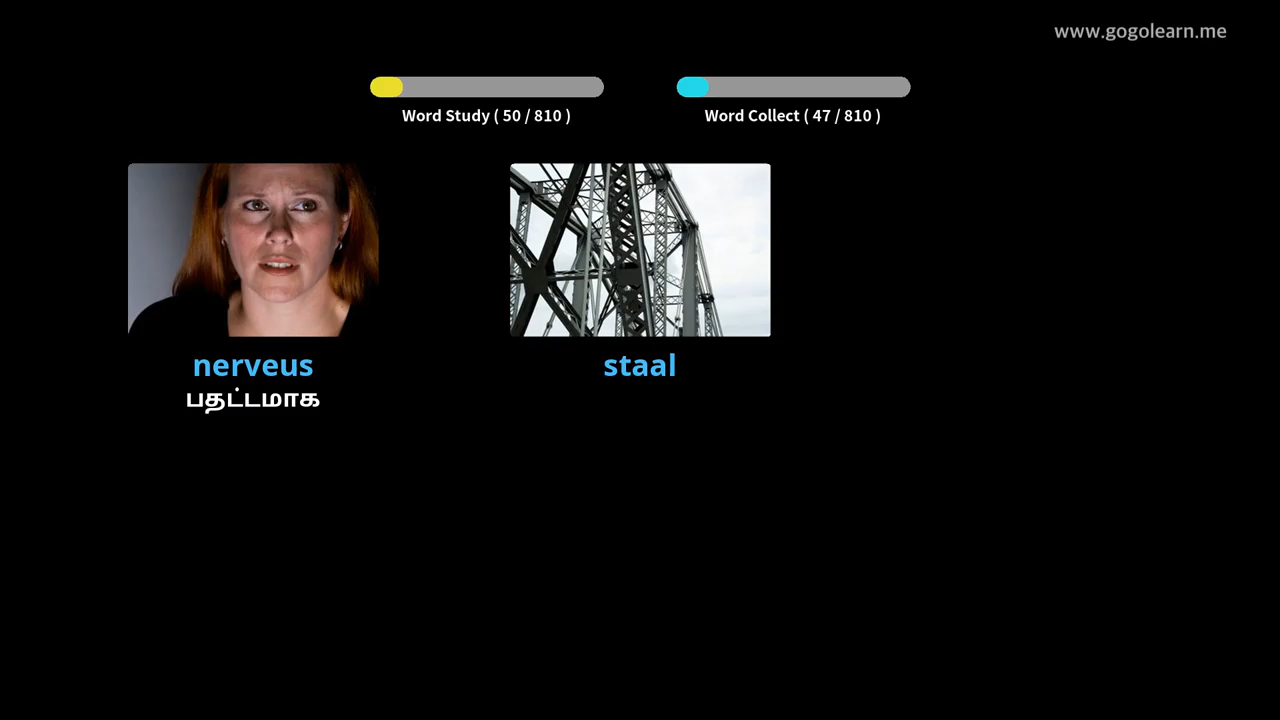 www.gogolearn.me
Word Study ( 50 / 810 )
Word Collect ( 47 / 810 )
nerveus
பதட்டமாக
staal